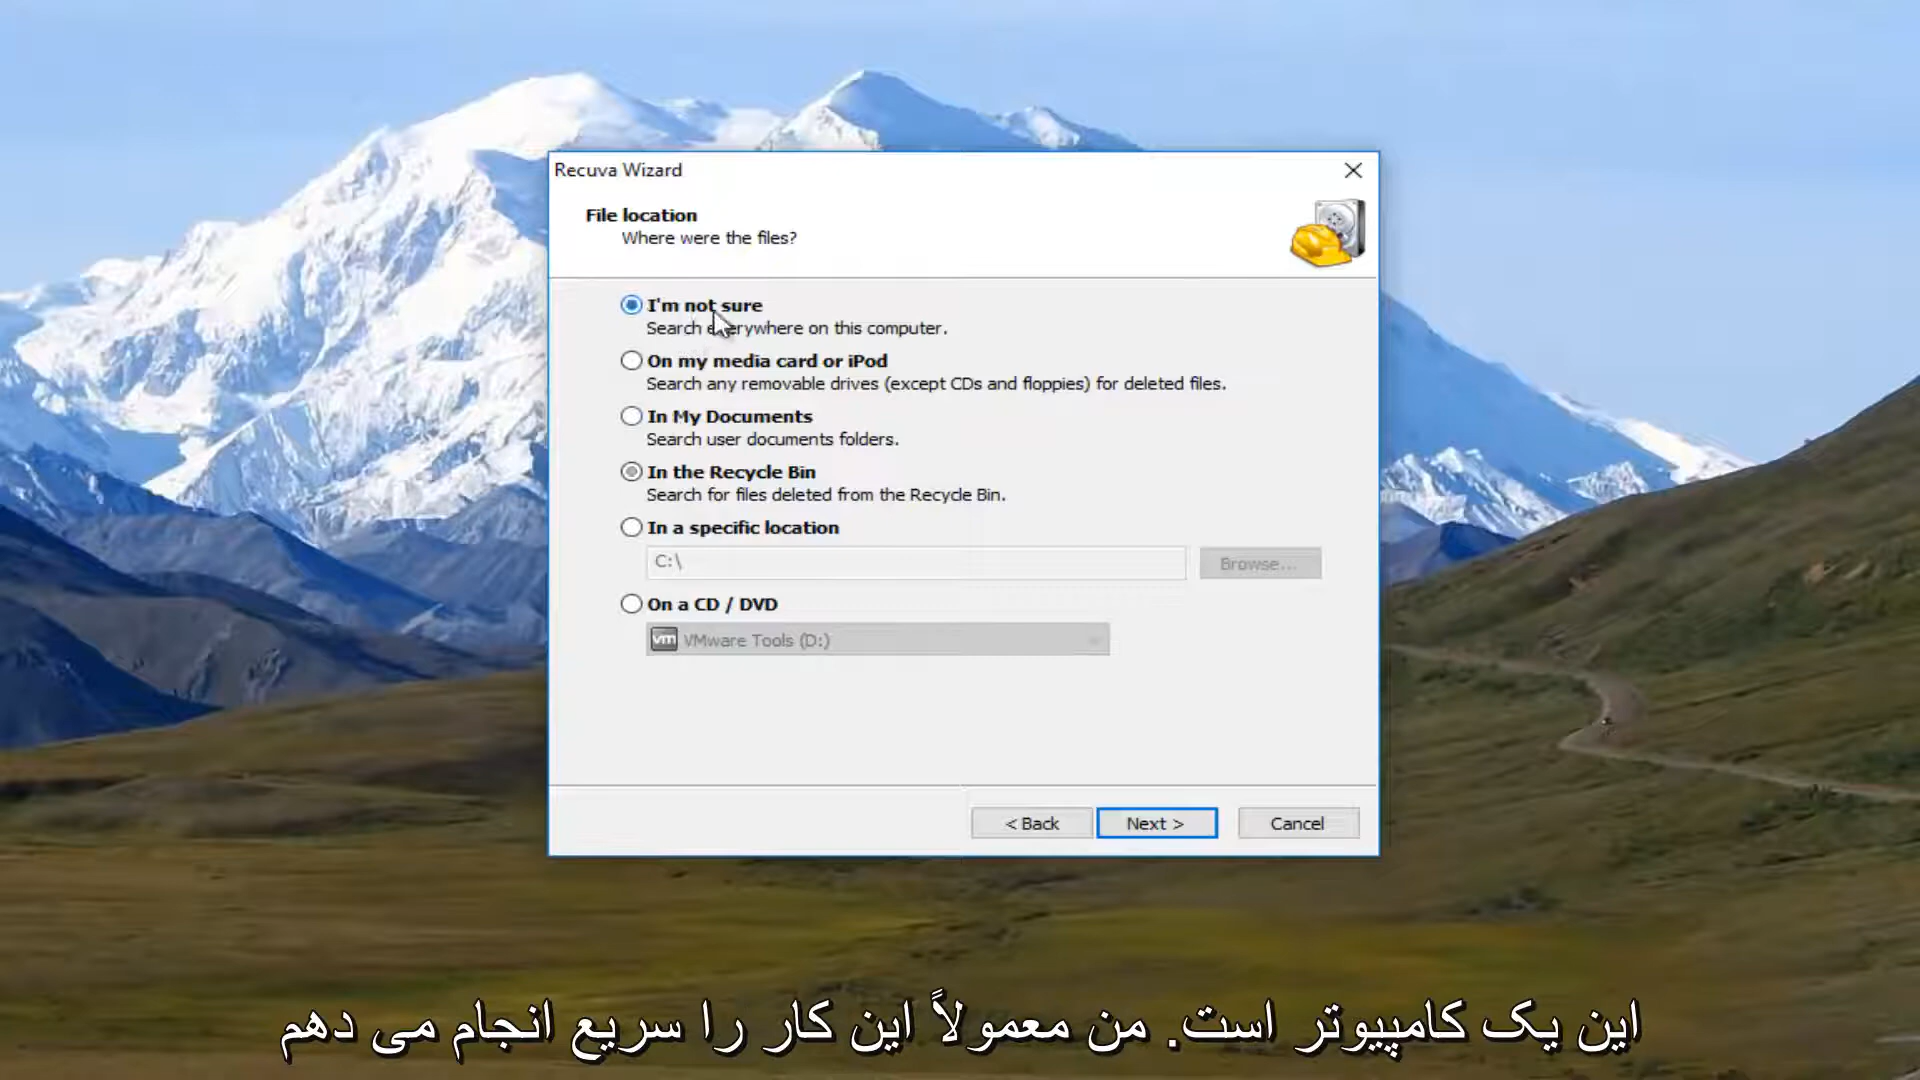 Recuva Wizard
File location
Where were the files?
I'm not sure
Search everywhere on this computer.
On my media card or iPod
Search any removable drives (except CDs and floppies) for deleted files.
In My Documents
Search user documents folders.
In the Recycle Bin
Search for files deleted from the Recycle Bin.
In a specific location
C:\
Browse...
On a CD / DVD
vm VMware Tools (D:)
< Back Next > Cancel
این یک کامپیوتر است. من معمولاً این کار را سریع انجام می دهم